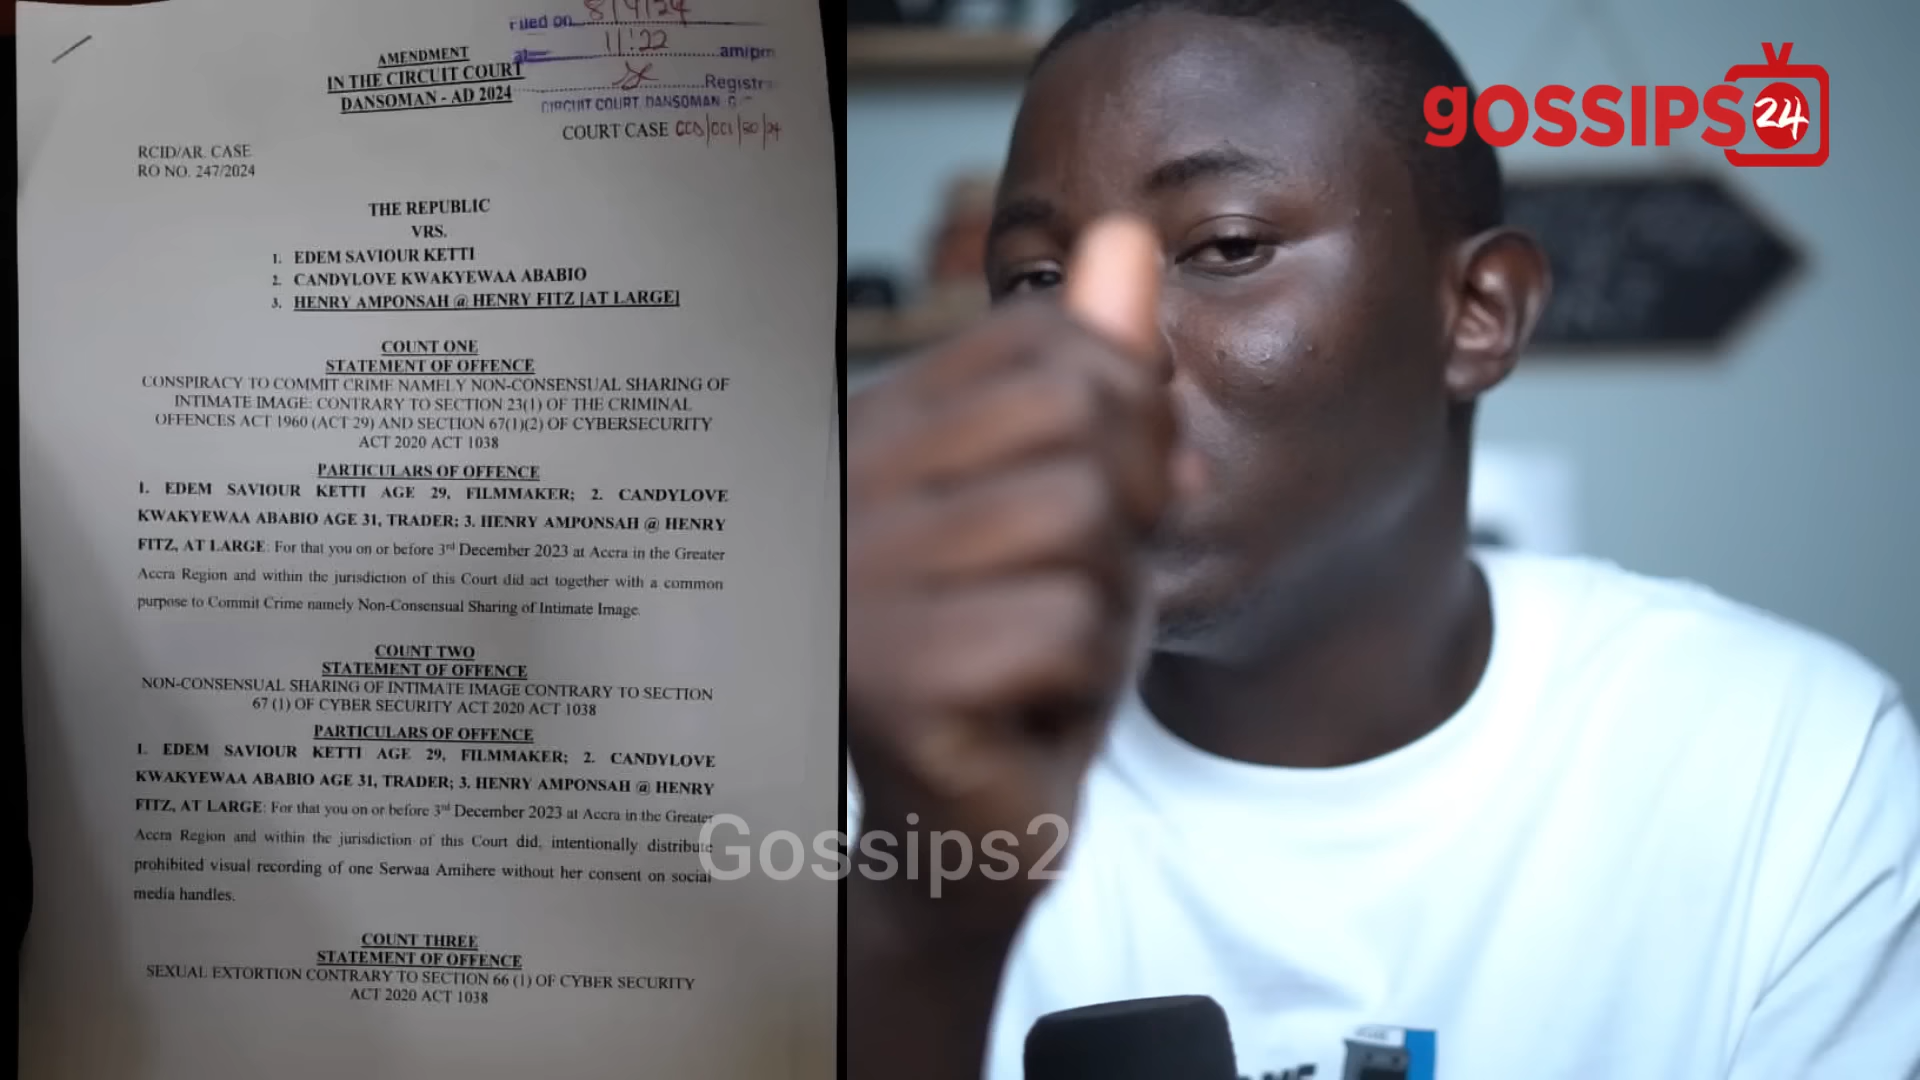 Filed on 8/4/24
at 11:22 am/pm
Registr
CIRCUIT COURT, DANSOMAN
AMENDMENT
IN THE CIRCUIT COURT
DANSOMAN - AD 2024
COURT CASE
RCID/AR. CASE
RO NO. 247/2024
THE REPUBLIC
VRS.
1. EDEM SAVIOUR KETTI
2. CANDYLOVE KWAKYEWAA ABABIO
3. HENRY AMPONSAH @ HENRY FITZ [AT LARGE]
COUNT ONE
STATEMENT OF OFFENCE
CONSPIRACY TO COMMIT CRIME NAMELY NON-CONSENSUAL SHARING OF
INTIMATE IMAGE: CONTRARY TO SECTION 23(1) OF THE CRIMINAL
OFFENCES ACT 1960 (ACT 29) AND SECTION 67(1)(2) OF CYBERSECURITY
ACT 2020 ACT 1038
PARTICULARS OF OFFENCE
1. EDEM SAVIOUR KETTI AGE 29, FILMMAKER; 2. CANDYLOVE
KWAKYEWAA ABABIO AGE 31, TRADER; 3. HENRY AMPONSAH @ HENRY
FITZ, AT LARGE: For that you on or before 3rd December 2023 at Accra in the Greater
Accra Region and within the jurisdiction of this Court did act together with a common
purpose to Commit Crime namely Non-Consensual Sharing of Intimate Image.
COUNT TWO
STATEMENT OF OFFENCE
NON-CONSENSUAL SHARING OF INTIMATE IMAGE CONTRARY TO SECTION
67 (1) OF CYBER SECURITY ACT 2020 ACT 1038
PARTICULARS OF OFFENCE
1. EDEM SAVIOUR KETTI AGE 29, FILMMAKER; 2. CANDYLOVE
KWAKYEWAA ABABIO AGE 31, TRADER; 3. HENRY AMPONSAH @ HENRY
FITZ, AT LARGE: For that you on or before 3rd December 2023 at Accra in the Greater
Accra Region and within the jurisdiction of this Court did, intentionally distribute
prohibited visual recording of one Serwaa Amihere without her consent on social
media handles.
COUNT THREE
STATEMENT OF OFFENCE
SEXUAL EXTORTION CONTRARY TO SECTION 66 (1) OF CYBER SECURITY
ACT 2020 ACT 1038
gOSSIPS24
Gossips2